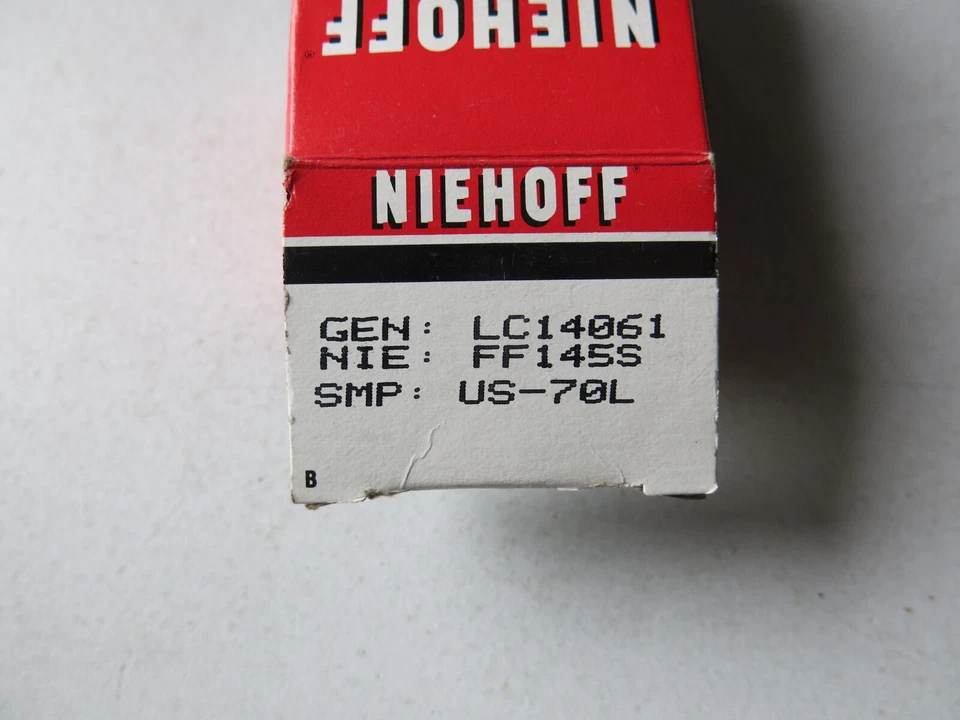 NIEHOFF®
NIEHOFF®
GEN: LC14061
NIE: FF145S
SMP: US-70L
B